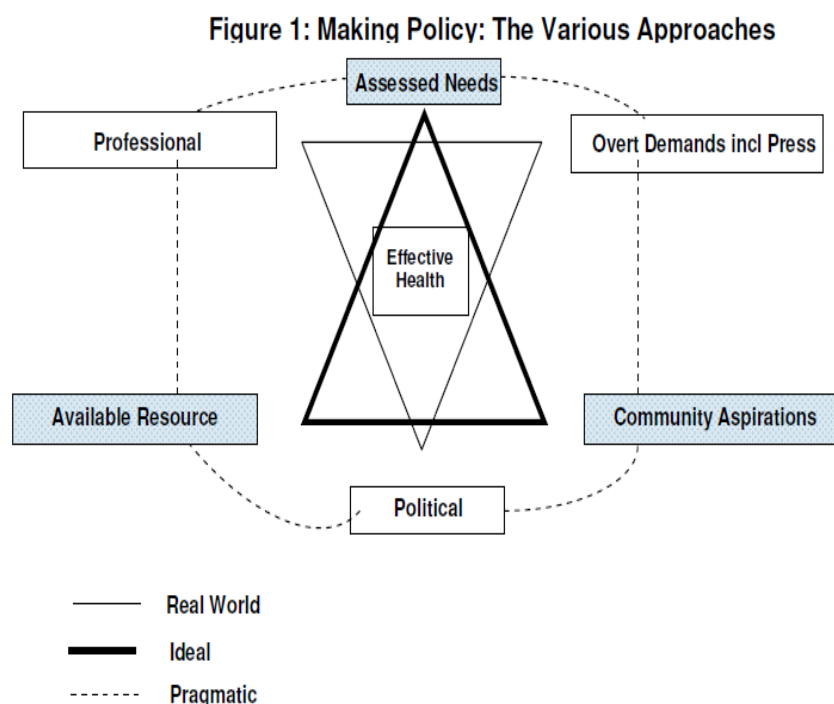 Figure 1: Making Policy: The Various Approaches
Assessed Needs
Professional
Overt Demands incl Press
Effective
Health
Available Resource
Community Aspirations
Political
Real World
Ideal
Pragmatic